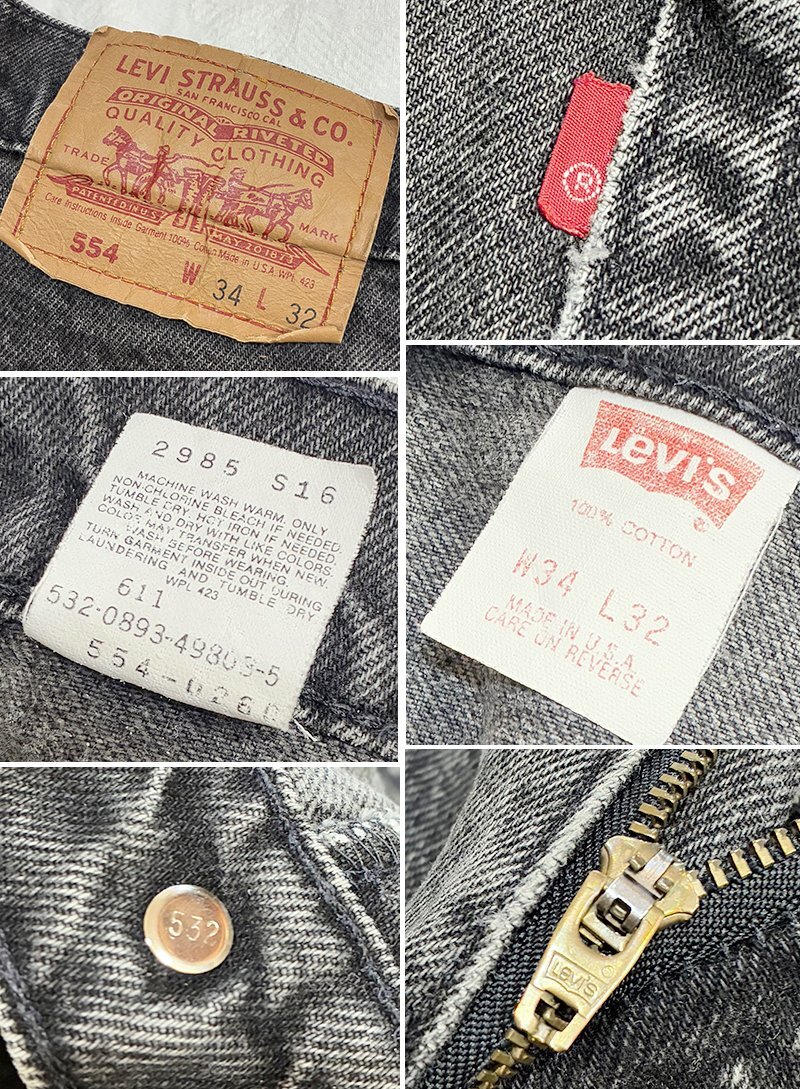 LEVI STRAUSS & CO.
SAN FRANCISCO CAL
ORIGINAL RIVETED
QUALITY CLOTHING
TRADE MARK
PATENTED IN U.S. MAY 20 1873
Care Instructions Inside Garment 100% Cotton Made in U.S.A. WPL 423
554 W 34 L 32
®
2985 S16
MACHINE WASH WARM. ONLY
NON-CHLORINE BLEACH IF NEEDED.
TUMBLE DRY. HOT IRON IF NEEDED.
WASH AND DRY WITH LIKE COLORS.
COLOR MAY TRANSFER WHEN NEW.
WASH BEFORE WEARING.
TURN GARMENT INSIDE OUT DURING
LAUNDERING AND TUMBLE DRY
WPL 423
611
532-0893-49803-5
554-0260
Levi's
®
100% COTTON
W34 L32
MADE IN U.S.A.
CARE ON REVERSE
532
LEVI'S